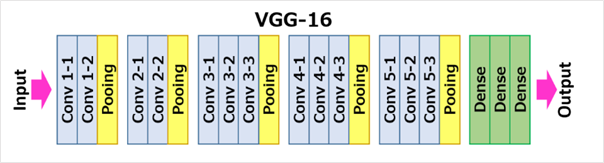 VGG-16
Input
Conv 1-1
Conv 1-2
Pooing
Conv 2-1
Conv 2-2
Pooing
Conv 3-1
Conv 3-2
Conv 3-3
Pooing
Conv 4-1
Conv 4-2
Conv 4-3
Pooing
Conv 5-1
Conv 5-2
Conv 5-3
Pooing
Dense
Dense
Dense
Output